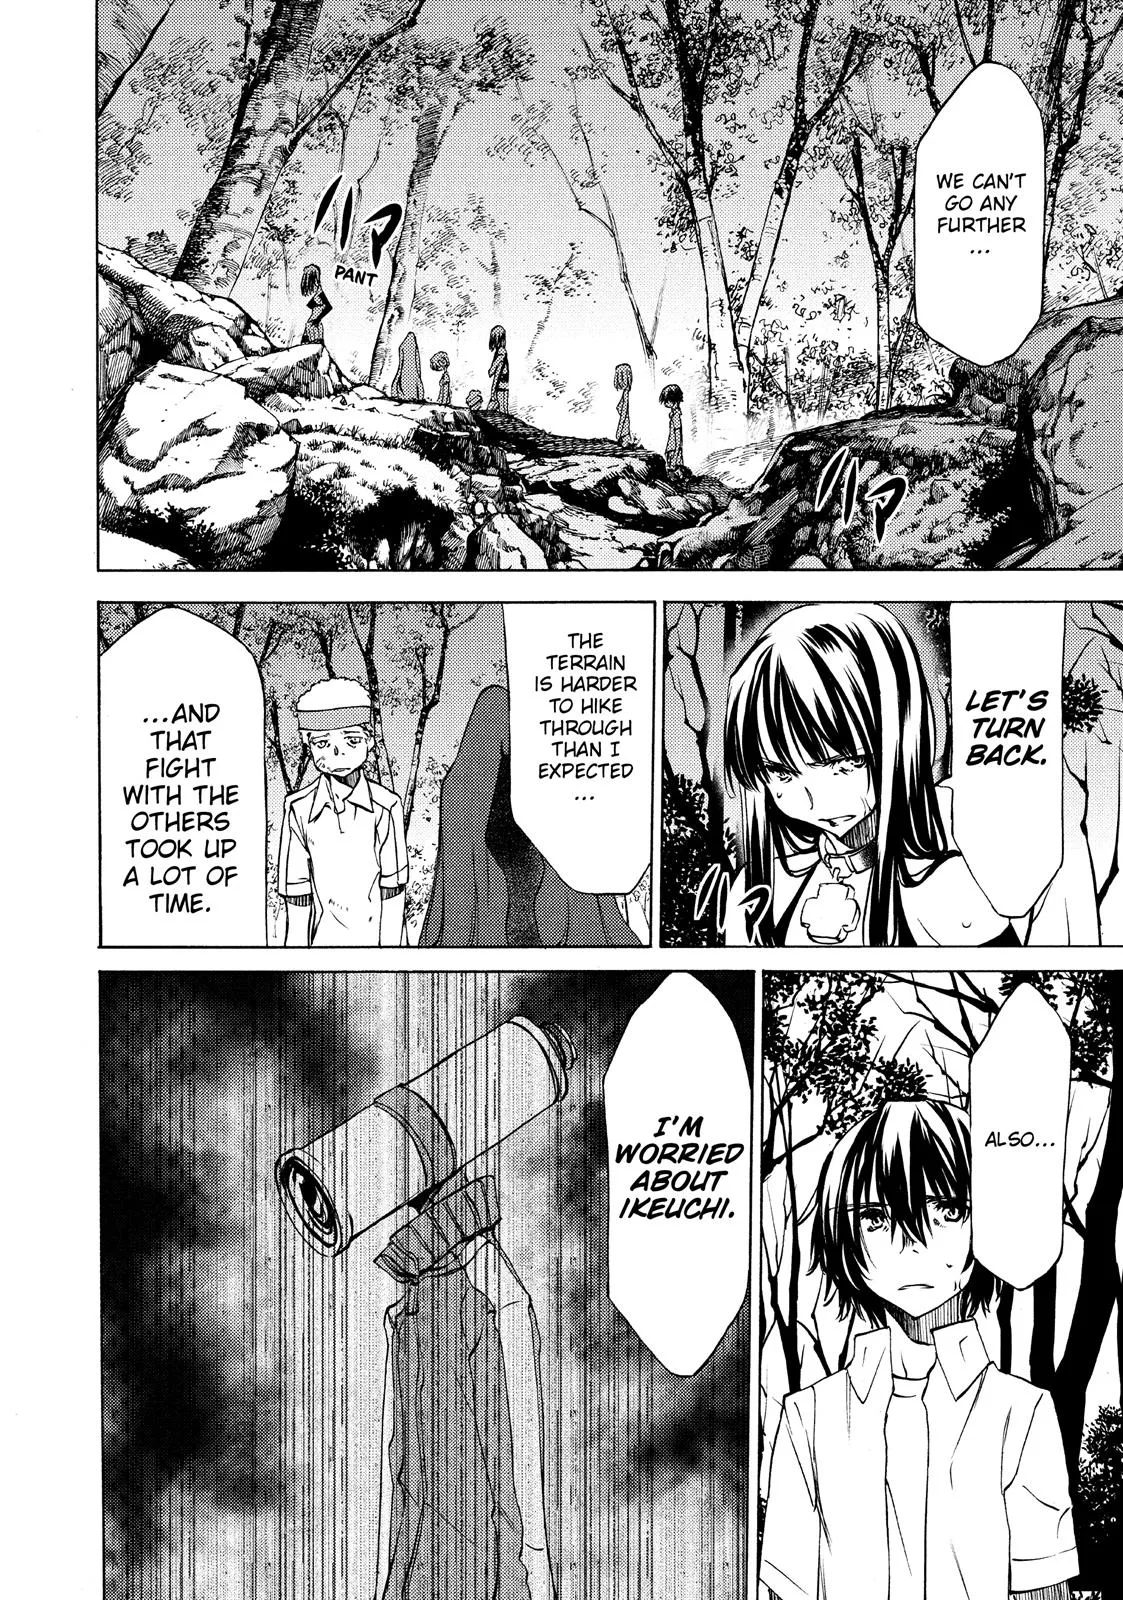 WE CAN'T
GO ANY
FURTHER
...
ハァ
PANT
ハァ
LET'S
TURN
BACK.
ハァ
THE
TERRAIN
IS HARDER
TO HIKE
THROUGH
THAN I
EXPECTED
...
...AND
THAT
FIGHT
WITH THE
OTHERS
TOOK UP
A LOT OF
TIME.
ALSO...
I'M
WORRIED
ABOUT
IKEUCHI.